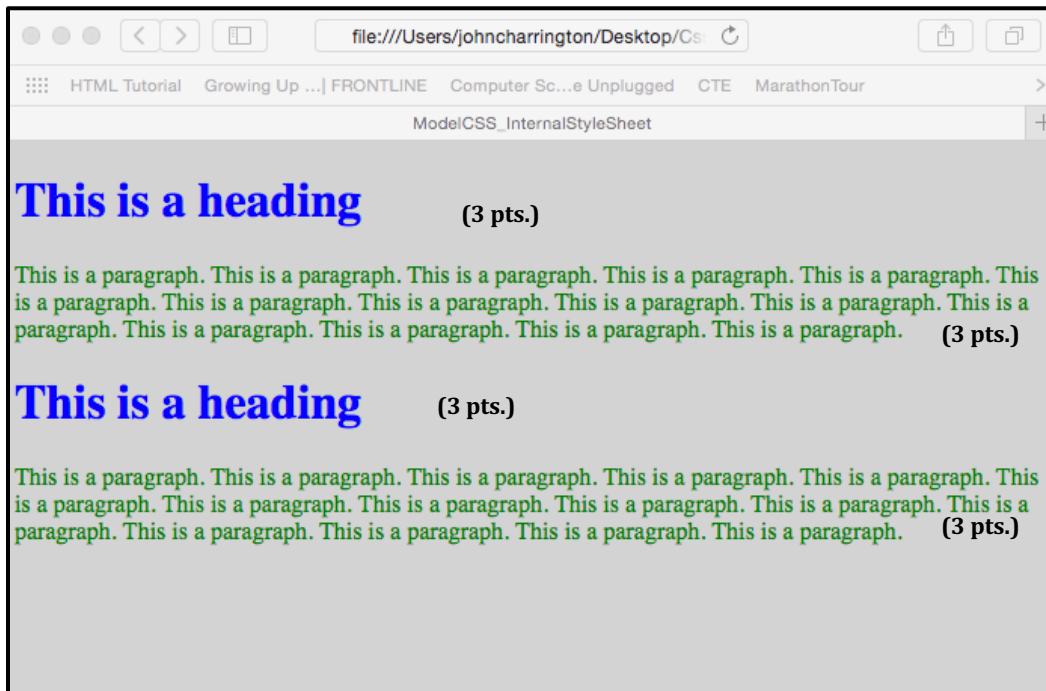 file:///Users/johncharrington/Desktop/Cs
HTML Tutorial Growing Up ...| FRONTLINE Computer Sc...e Unplugged CTE MarathonTour
ModelCSS_InternalStyleSheet
This is a heading (3 pts.)
This is a paragraph. This is a paragraph. This is a paragraph. This is a paragraph. This is a paragraph. This
is a paragraph. This is a paragraph. This is a paragraph. This is a paragraph. This is a paragraph. This is a
paragraph. This is a paragraph. This is a paragraph. This is a paragraph. This is a paragraph. (3 pts.)
This is a heading (3 pts.)
This is a paragraph. This is a paragraph. This is a paragraph. This is a paragraph. This is a paragraph. This
is a paragraph. This is a paragraph. This is a paragraph. This is a paragraph. This is a paragraph. This is a
paragraph. This is a paragraph. This is a paragraph. This is a paragraph. This is a paragraph. (3 pts.)